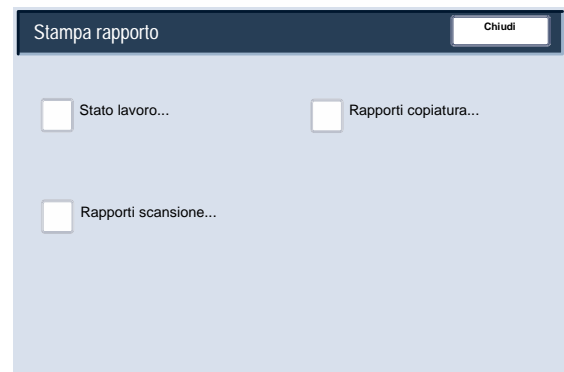 Stampa rapporto
Chiudi
Stato lavoro...
Rapporti copiatura...
Rapporti scansione...